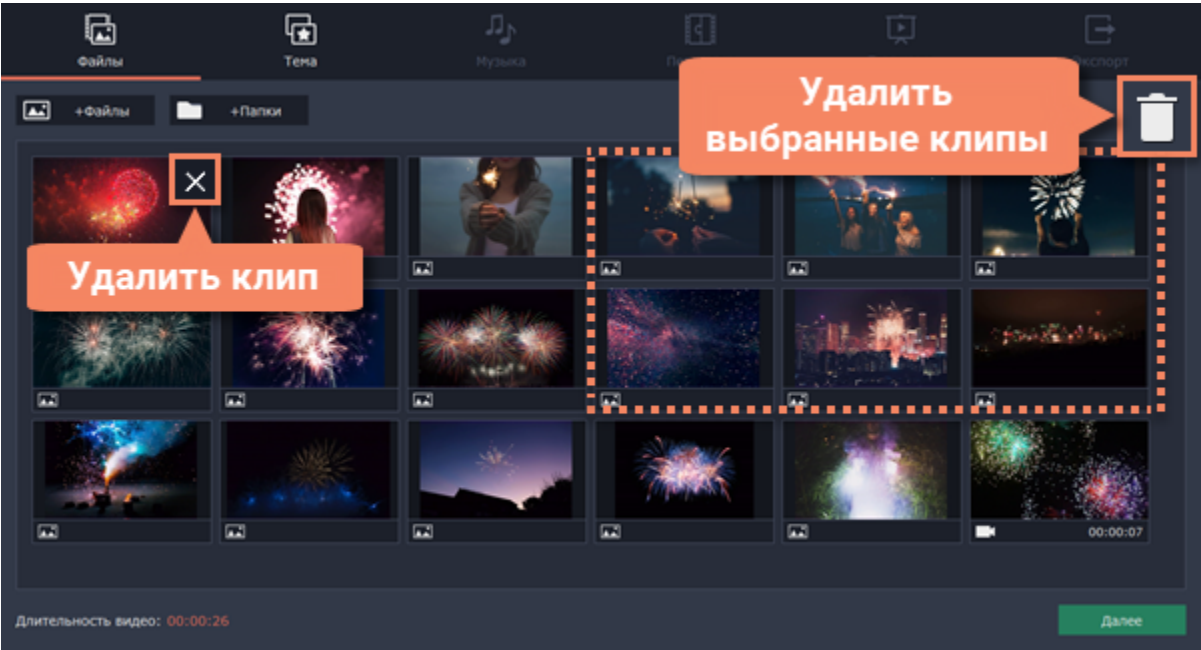 Файлы
Тема
Музыка
+Файлы
+Папки
Удалить
выбранные клипы
Удалить клип
00:00:07
Длительность видео: 00:00:26
Далее